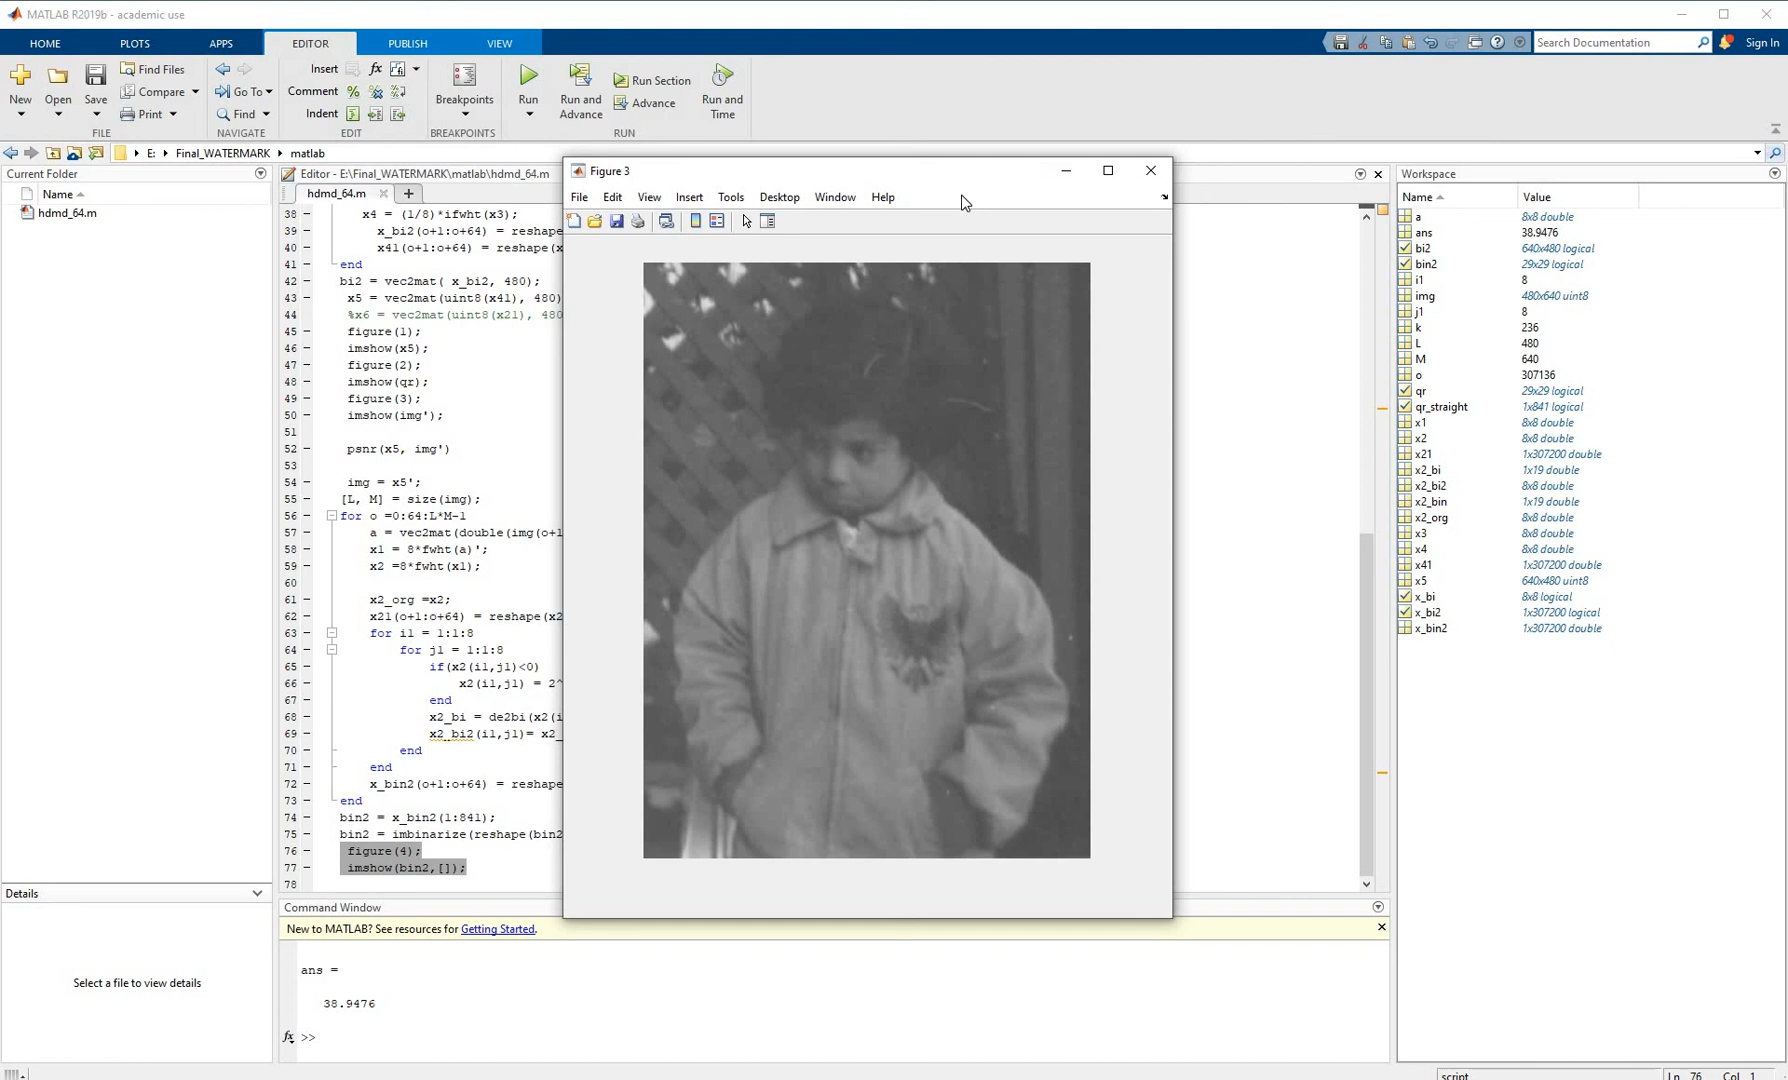 MATLAB R2019b - academic use
HOME PLOTS APPS EDITOR PUBLISH VIEW
Search Documentation
Sign In
New
Open
Save
Find Files
Compare
Print
FILE
Go To
Find
NAVIGATE
Insert
Comment
Indent
fx
EDIT
Breakpoints
BREAKPOINTS
Run
Run and
Advance
Run Section
Advance
Run and
Time
RUN
E: Final_WATERMARK matlab
Current Folder
Name
hdmd_64.m
Details
Select a file to view details
Editor - E:\Final_WATERMARK\matlab\hdmd_64.m
hdmd_64.m
38 x4 = (1/8)*ifwht(x3);
39 x_bi2(o+1:o+64) = reshape
40 x41(o+1:o+64) = reshape(x
41 end
42 bi2 = vec2mat( x_bi2, 480);
43 x5 = vec2mat(uint8(x41), 480)
44 %x6 = vec2mat(uint8(x21), 480
45 figure(1);
46 imshow(x5);
47 figure(2);
48 imshow(qr);
49 figure(3);
50 imshow(img');
51
52 psnr(x5, img')
53
54 img = x5';
55 [L, M] = size(img);
56 for o =0:64:L*M-1
57 a = vec2mat(double(img(o+1
58 x1 = 8*fwht(a)';
59 x2 =8*fwht(x1);
60
61 x2_org =x2;
62 x21(o+1:o+64) = reshape(x2
63 for i1 = 1:1:8
64 for j1 = 1:1:8
65 if(x2(i1,j1)<0)
66 x2(i1,j1) = 2^
67 end
68 x2_bi = de2bi(x2(i
69 x2_bi2(i1,j1)= x2_
70 end
71 end
72 x_bin2(o+1:o+64) = reshape
73 end
74 bin2 = x_bin2(1:841);
75 bin2 = imbinarize(reshape(bin2
76 figure(4);
77 imshow(bin2,[]);
78
Figure 3
File Edit View Insert Tools Desktop Window Help
Command Window
New to MATLAB? See resources for Getting Started.
ans =
38.9476
fx >>
Workspace
Name Value
a 8x8 double
ans 38.9476
bi2 640x480 logical
bin2 29x29 logical
i1 8
img 480x640 uint8
j1 8
k 236
L 480
M 640
o 307136
qr 29x29 logical
qr_straight 1x841 logical
x1 8x8 double
x2 8x8 double
x21 1x307200 double
x2_bi 1x19 double
x2_bi2 8x8 double
x2_bin 1x19 double
x2_org 8x8 double
x3 8x8 double
x4 8x8 double
x41 1x307200 double
x5 640x480 uint8
x_bi 8x8 logical
x_bi2 1x307200 logical
x_bin2 1x307200 double
script
Ln 76 Col 1